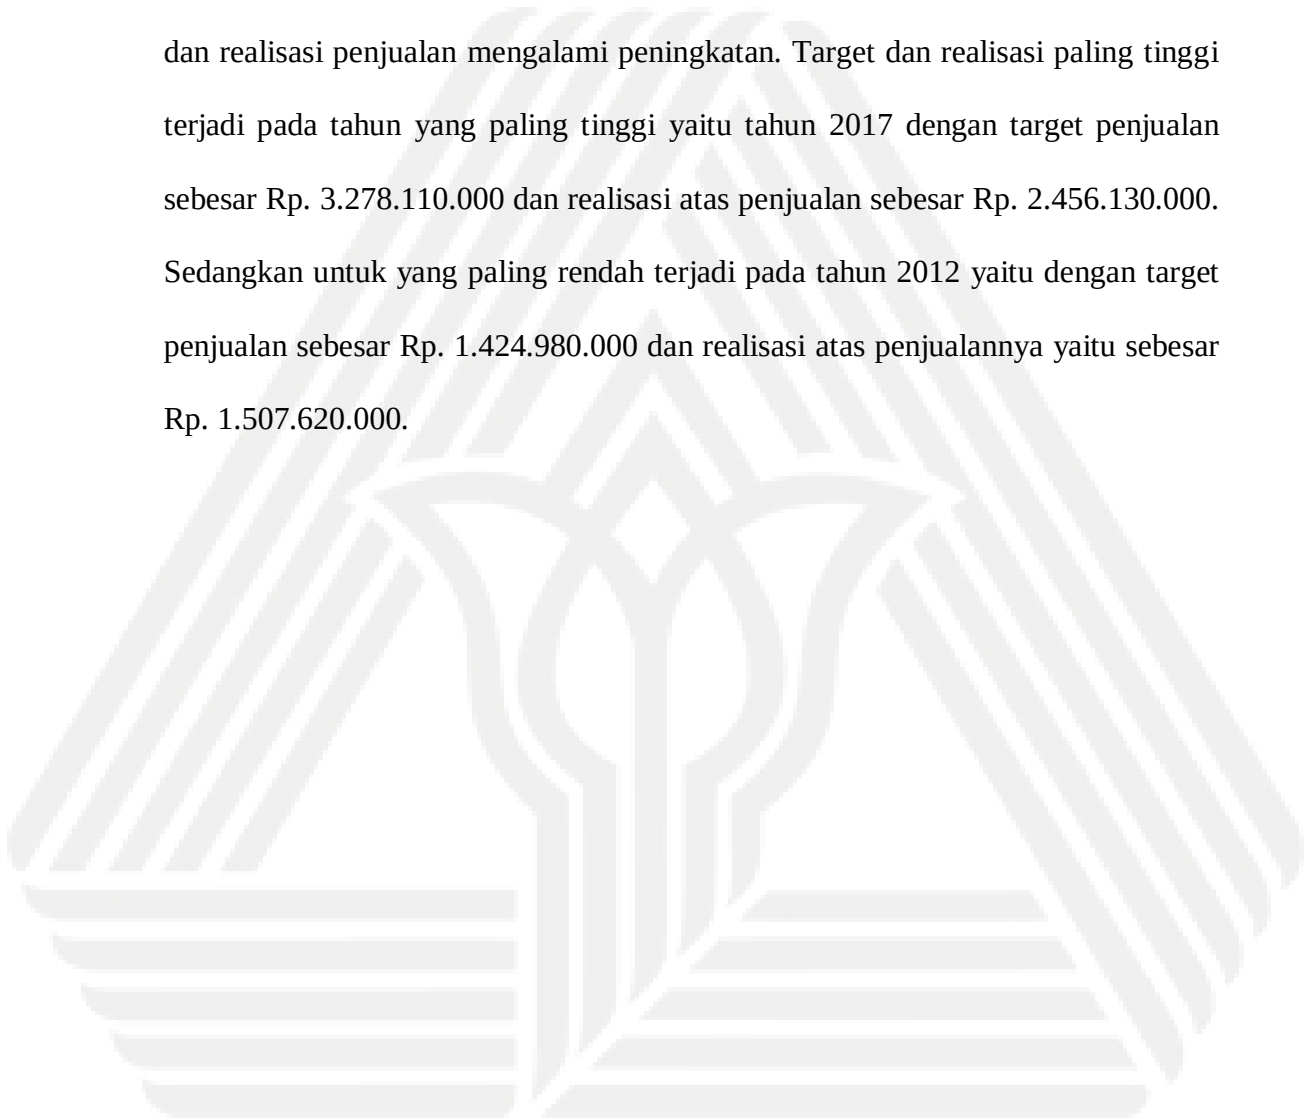 dan realisasi penjualan mengalami peningkatan. Target dan realisasi paling tinggi
terjadi pada tahun yang paling tinggi yaitu tahun 2017 dengan target penjualan
sebesar Rp. 3.278.110.000 dan realisasi atas penjualan sebesar Rp. 2.456.130.000.
Sedangkan untuk yang paling rendah terjadi pada tahun 2012 yaitu dengan target
penjualan sebesar Rp. 1.424.980.000 dan realisasi atas penjualannya yaitu sebesar
Rp. 1.507.620.000.